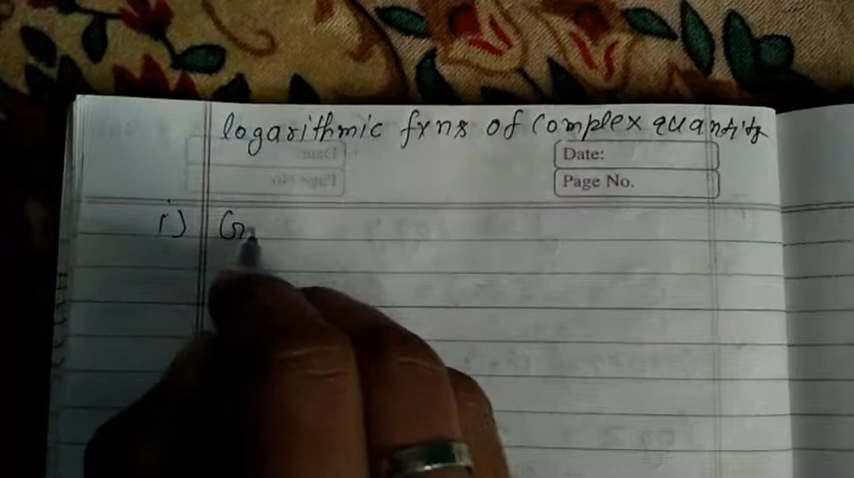 logarithmic fxns of complex quantity
Date:
Page No.
i)